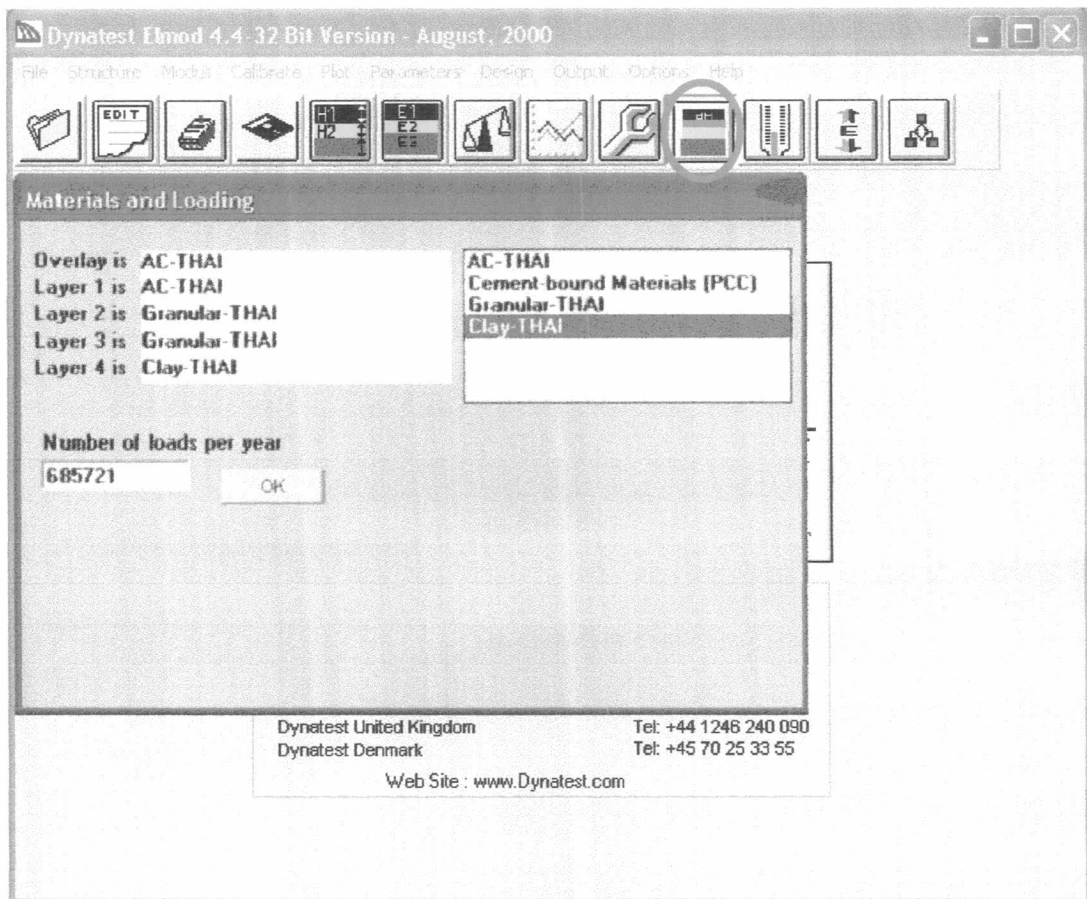 Dynatest Elmod 4.4-32 Bit Version - August, 2000
File Structure Moduli Calibrate Plot Parameters Design Output Options Help
EDIT
H1
H2
E1
E2
E3
dH
E
Materials and Loading
Overlay is AC-THAI
Layer 1 is AC-THAI
Layer 2 is Granular-THAI
Layer 3 is Granular-THAI
Layer 4 is Clay-THAI
AC-THAI
Cement-bound Materials (PCC)
Granular-THAI
Clay-THAI
Number of loads per year
685721
OK
Dynatest United Kingdom Tel: +44 1246 240 090
Dynatest Denmark Tel: +45 70 25 33 55
Web Site : www.Dynatest.com